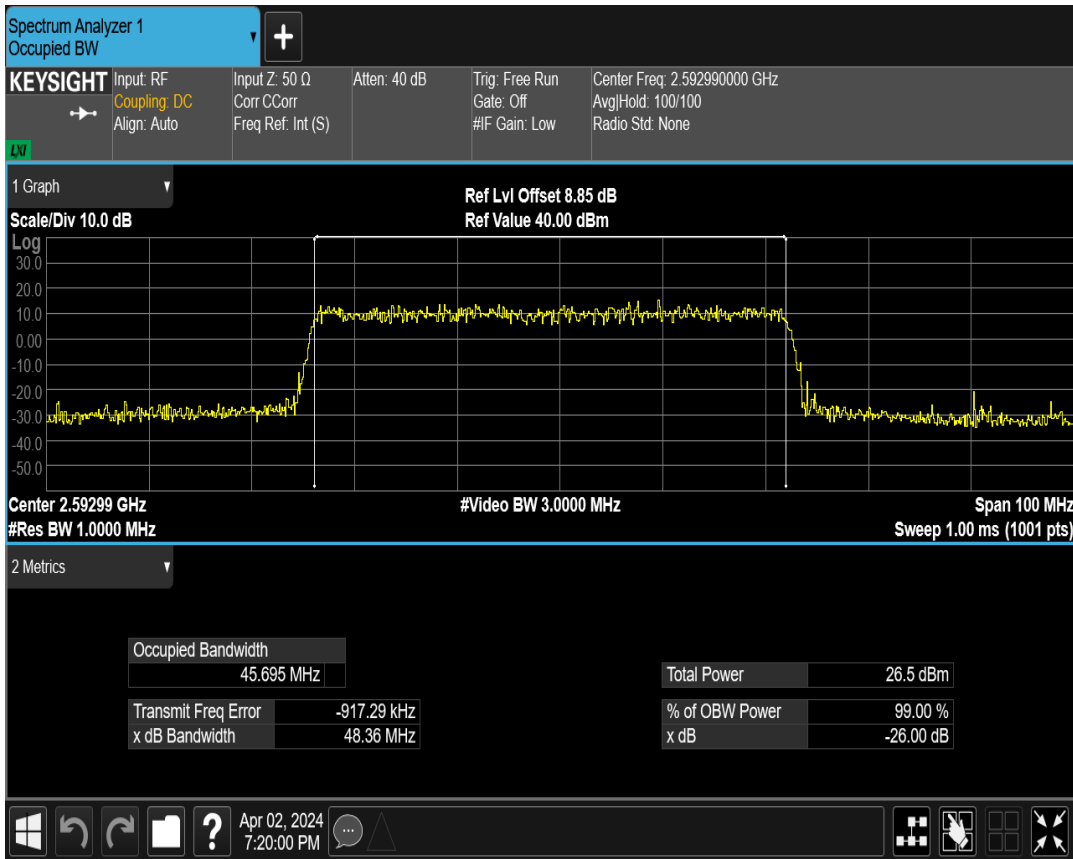 Spectrum Analyzer 1
Occupied BW
KEYSIGHT
LXI
Input: RF
Coupling: DC
Align: Auto
Input Z: 50 Ω
Corr CCorr
Freq Ref: Int (S)
Atten: 40 dB
Trig: Free Run
Gate: Off
#IF Gain: Low
Center Freq: 2.592990000 GHz
Avg|Hold: 100/100
Radio Std: None
1 Graph
Scale/Div 10.0 dB
Ref Lvl Offset 8.85 dB
Ref Value 40.00 dBm
Log
30.0
20.0
10.0
0.00
-10.0
-20.0
-30.0
-40.0
-50.0
Center 2.59299 GHz
#Res BW 1.0000 MHz
#Video BW 3.0000 MHz
Span 100 MHz
Sweep 1.00 ms (1001 pts)
2 Metrics
Occupied Bandwidth
45.695 MHz
Transmit Freq Error -917.29 kHz
x dB Bandwidth 48.36 MHz
Total Power 26.5 dBm
% of OBW Power 99.00 %
x dB -26.00 dB
Apr 02, 2024
7:20:00 PM